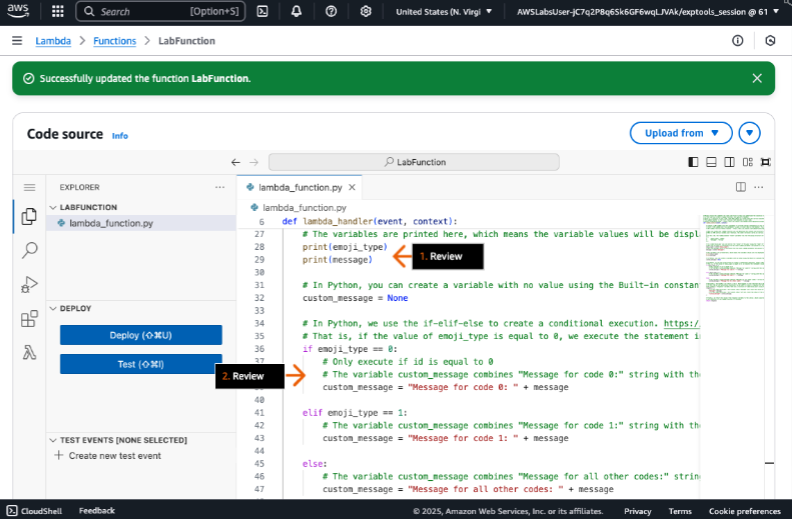 aws
Search [Option+S]
United States (N. Virgi
AWSLabsUser-jC7q2P8q6Sk6GF6wqLJVAk/exptools_session @ 61
Lambda > Functions > LabFunction
Successfully updated the function LabFunction.
Code source Info
Upload from
LabFunction
EXPLORER
LABFUNCTION
lambda_function.py
DEPLOY
Deploy (⇧⌘U)
Test (⇧⌘I)
TEST EVENTS [NONE SELECTED]
Create new test event
lambda_function.py
lambda_function.py
6 def lambda_handler(event, context):
27 # The variables are printed here, which means the variable values will be displ
28 print(emoji_type)
29 print(message)
1. Review
30
31 # In Python, you can create a variable with no value using the Built-in constan
32 custom_message = None
33
34 # In Python, we use the if-elif-else to create a conditional execution. https:/
35 # That is, if the value of emoji_type is equal to 0, we execute the statement i
36 if emoji_type == 0:
37 # Only execute if id is equal to 0
2. Review
# The variable custom_message combines "Message for code 0:" string with the
custom_message = "Message for code 0: " + message
40
41 elif emoji_type == 1:
42 # The variable custom_message combines "Message for code 1:" string with the
43 custom_message = "Message for code 1: " + message
44
45 else:
46 # The variable custom_message combines "Message for all other codes:" strin
47 custom_message = "Message for all other codes: " + message
CloudShell Feedback
© 2025, Amazon Web Services, Inc. or its affiliates. Privacy Terms Cookie preferences